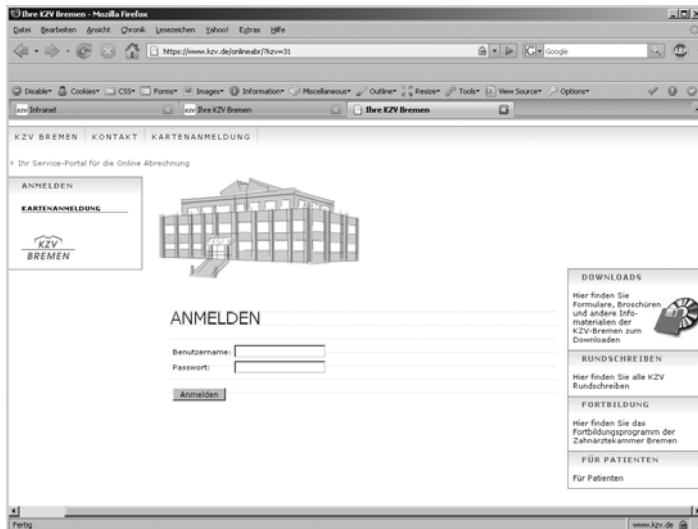 Ihre KZV Bremen - Mozilla Firefox
Datei Bearbeiten Ansicht Chronik Lesezeichen Yahoo! Extras Hilfe
https://www.kzv.de/onlineabr/?kzv=31
Google
Disable Cookies CSS Forms Images Information Miscellaneous Outline Resize Tools View Source Options
Intranet Ihre KZV Bremen Ihre KZV Bremen
KZV BREMEN KONTAKT KARTENANMELDUNG
Ihr Service-Portal für die Online Abrechnung
ANMELDEN
KARTENANMELDUNG
KZV
BREMEN
ANMELDEN
Benutzername:
Passwort:
Anmelden
DOWNLOADS
Hier finden Sie
Formulare, Broschüren
und andere Info-
materialien der
KZV-Bremen zum
Downloaden
RUNDSCHREIBEN
Hier finden Sie alle KZV
Rundschreiben
FORTBILDUNG
Hier finden Sie das
Fortbildungsprogramm der
Zahnärztekammer Bremen
FÜR PATIENTEN
Für Patienten
Fertig www.kzv.de